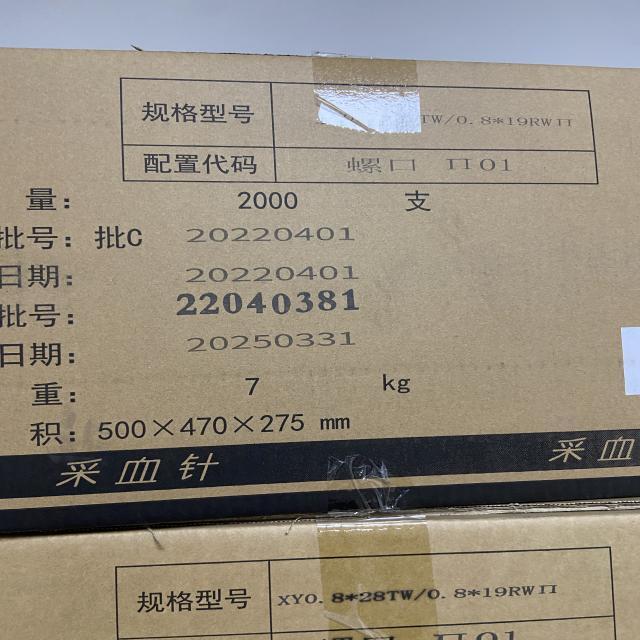 规格型号 TW/0.8*19RWII
配置代码 螺口 II01
量: 2000 支
批号: 批C 20220401
日期: 20220401
批号: 22040381
日期: 20250331
重: 7 kg
积: 500×470×275 mm
采血针 采血
规格型号 XY0.8*28TW/0.8*19RWII